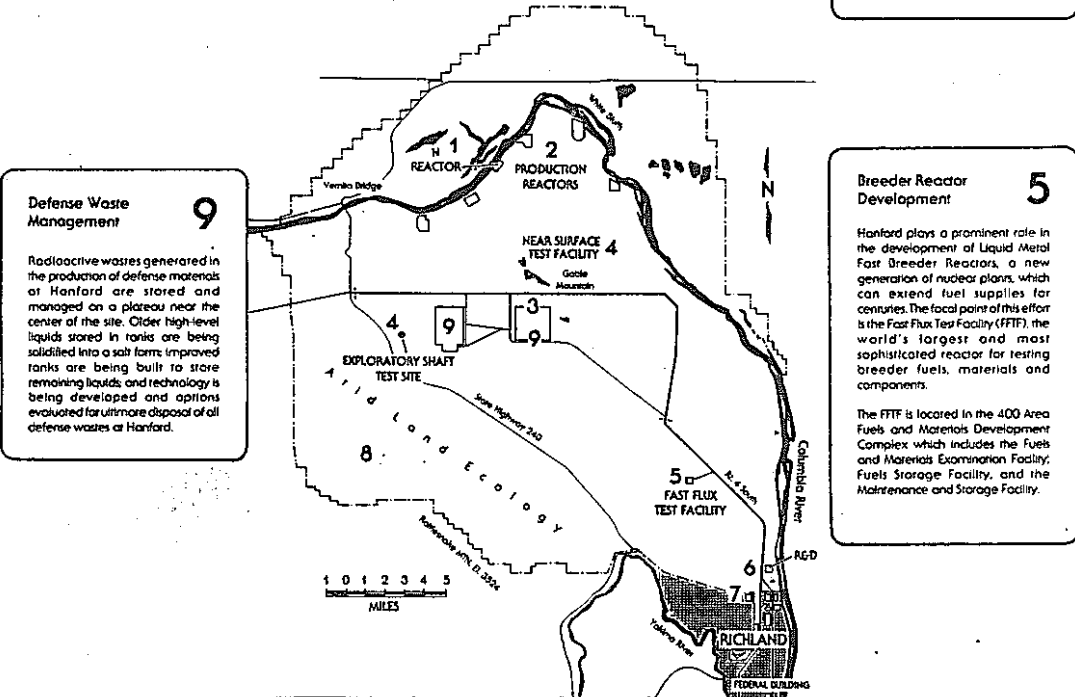 Defense Waste
Management
9
Radioactive wastes generated in
the production of defense materials
at Hanford are stored and
managed on a plateau near the
center of the site. Older high-level
liquids stored in tanks are being
solidified into a salt form; improved
tanks are being built to store
remaining liquids; and technology is
being developed and options
evaluated for ultimate disposal of all
defense wastes at Hanford.
White Bluffs
N 1
REACTOR
2
PRODUCTION
REACTORS
Vernita Bridge
N
NEAR SURFACE
TEST FACILITY 4
Gable
Mountain
3
9
9
4
EXPLORATORY SHAFT
TEST SITE
Arid Land Ecology
State Highway 240
8
5
FAST FLUX
TEST FACILITY
Rt. 4 South
Columbia River
Rattlesnake MTN. EL. 3524
R&D
6
7
1 0 1 2 3 4 5
MILES
Yakima River
RICHLAND
FEDERAL BUILDING
Breeder Reactor
Development
5
Hanford plays a prominent role in
the development of Liquid Metal
Fast Breeder Reactors, a new
generation of nuclear plants, which
can extend fuel supplies for
centuries. The focal point of this effort
is the Fast Flux Test Facility (FFTF), the
world's largest and most
sophisticated reactor for testing
breeder fuels, materials and
components.
The FFTF is located in the 400 Area
Fuels and Materials Development
Complex which includes the Fuels
and Materials Examination Facility;
Fuels Storage Facility, and the
Maintenance and Storage Facility.